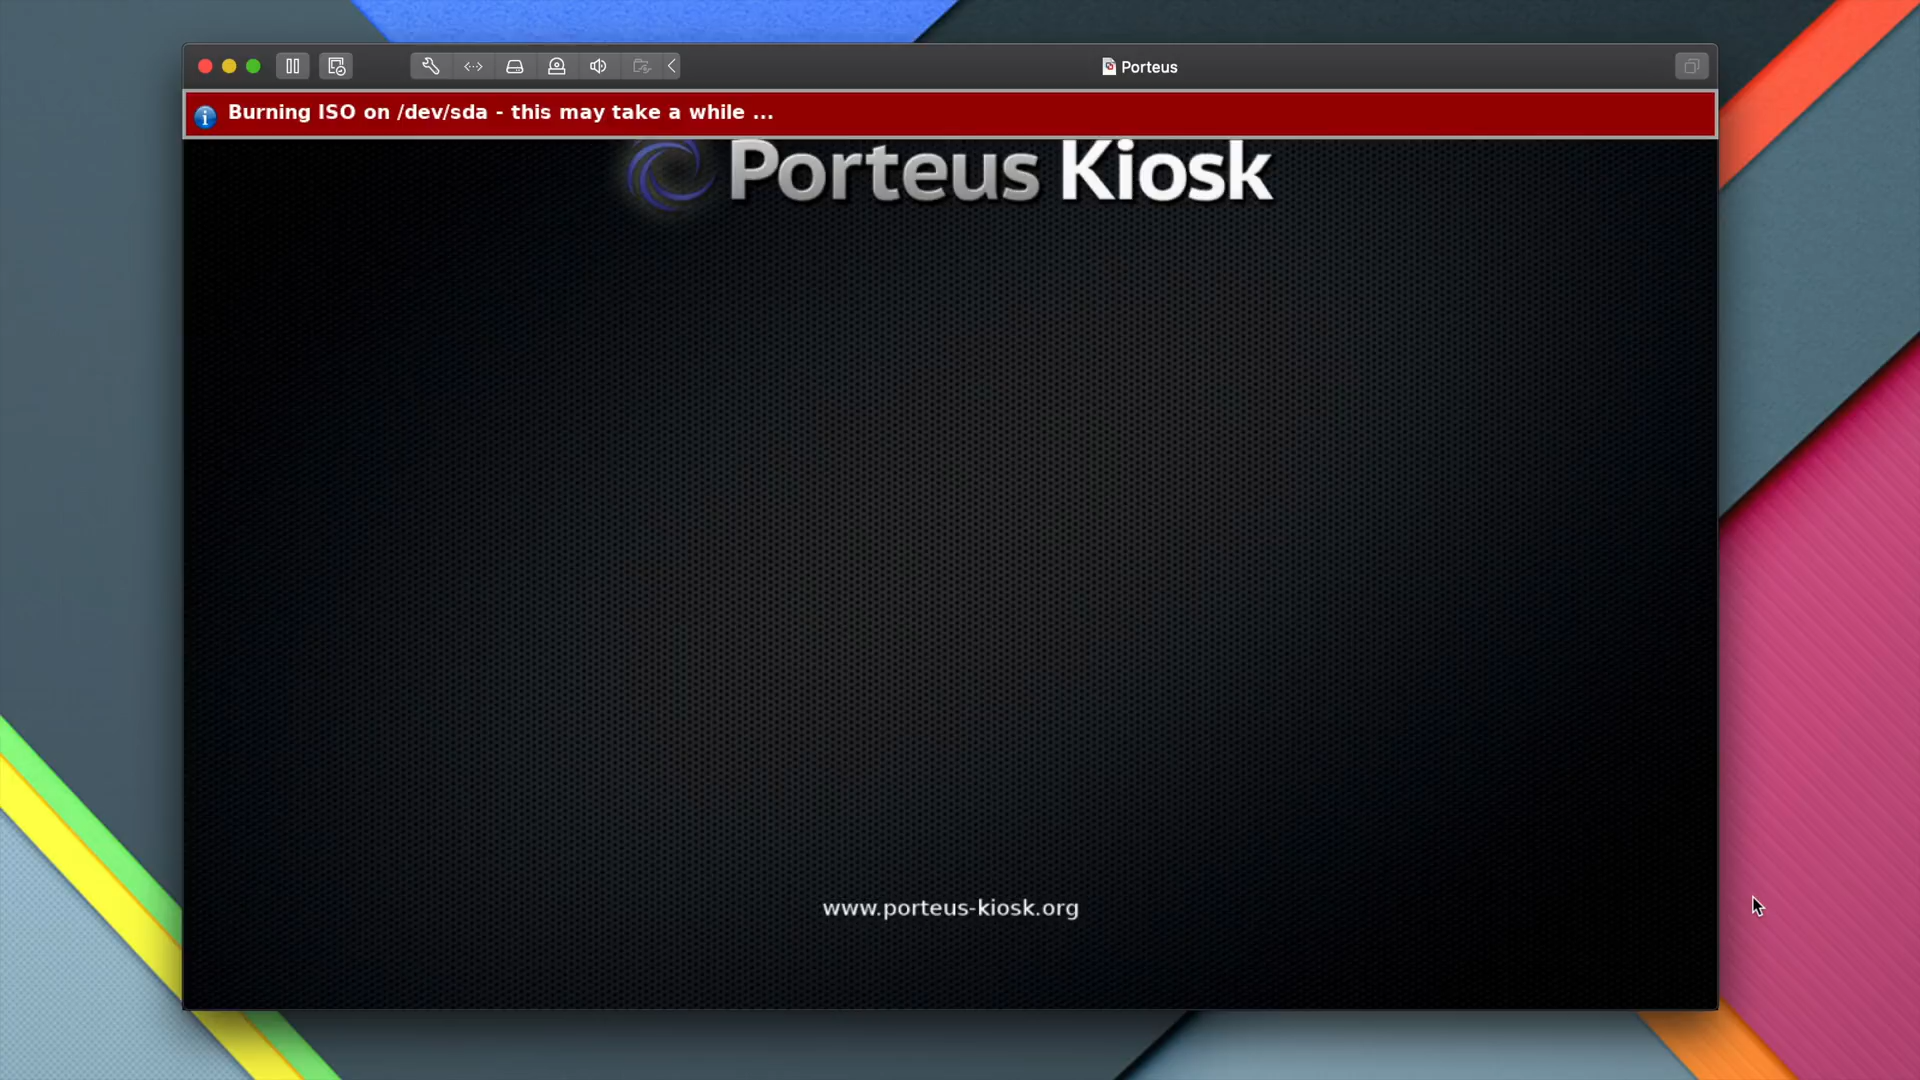 Porteus
Burning ISO on /dev/sda - this may take a while ...
Porteus Kiosk
www.porteus-kiosk.org